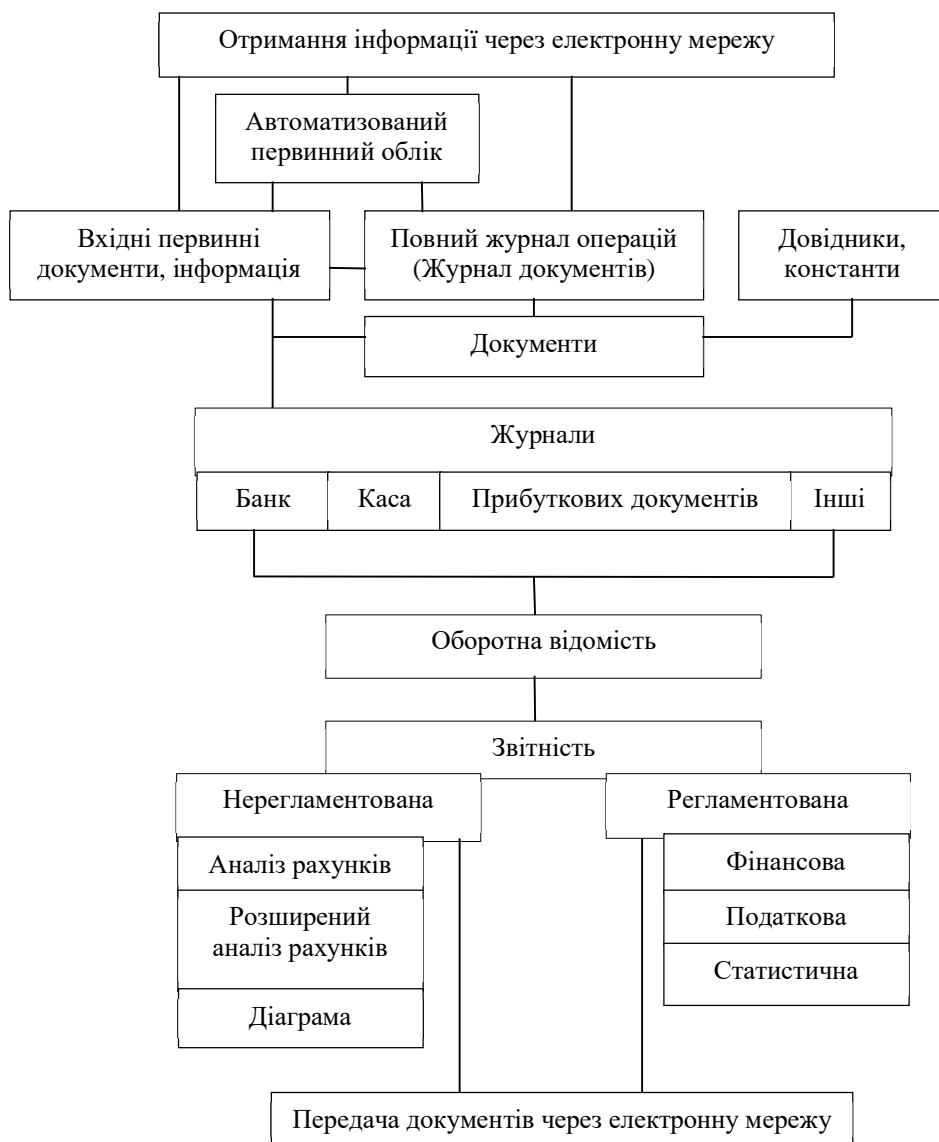 Отримання інформації через електронну мережу
Автоматизований
первинний облік
Вхідні первинні
документи, інформація
Повний журнал операцій
(Журнал документів)
Довідники,
константи
Документи
Журнали
Банк
Каса
Прибуткових документів
Інші
Оборотна відомість
Звітність
Нерегламентована
Регламентована
Аналіз рахунків
Розширений
аналіз рахунків
Діаграма
Фінансова
Податкова
Статистична
Передача документів через електронну мережу